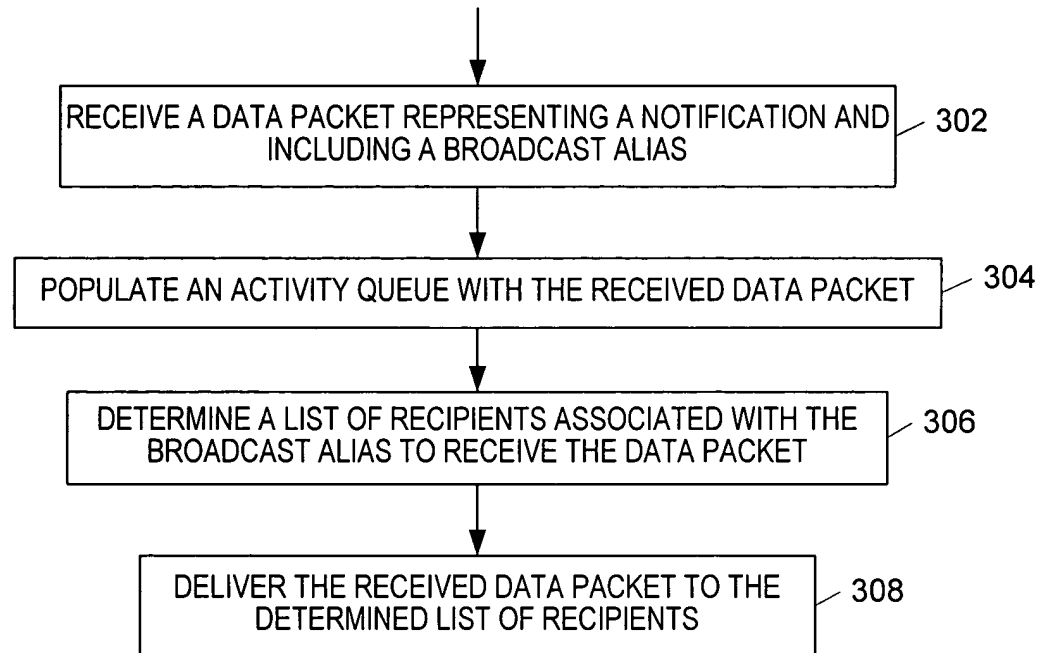 RECEIVE A DATA PACKET REPRESENTING A NOTIFICATION AND
INCLUDING A BROADCAST ALIAS
302
POPULATE AN ACTIVITY QUEUE WITH THE RECEIVED DATA PACKET
304
DETERMINE A LIST OF RECIPIENTS ASSOCIATED WITH THE
BROADCAST ALIAS TO RECEIVE THE DATA PACKET
306
DELIVER THE RECEIVED DATA PACKET TO THE
DETERMINED LIST OF RECIPIENTS
308